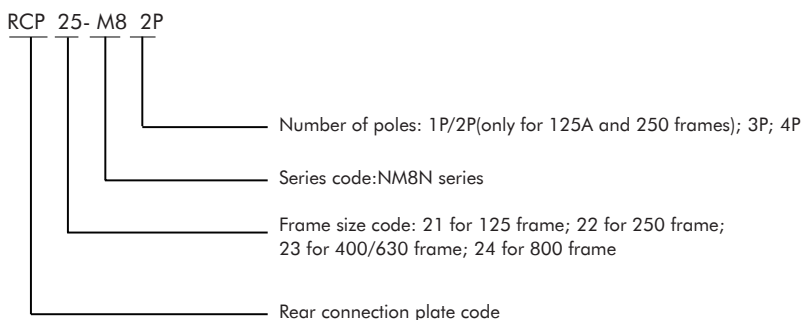 RCP 25- M8 2P
Number of poles: 1P/2P(only for 125A and 250 frames); 3P; 4P
Series code:NM8N series
Frame size code: 21 for 125 frame; 22 for 250 frame;
23 for 400/630 frame; 24 for 800 frame
Rear connection plate code